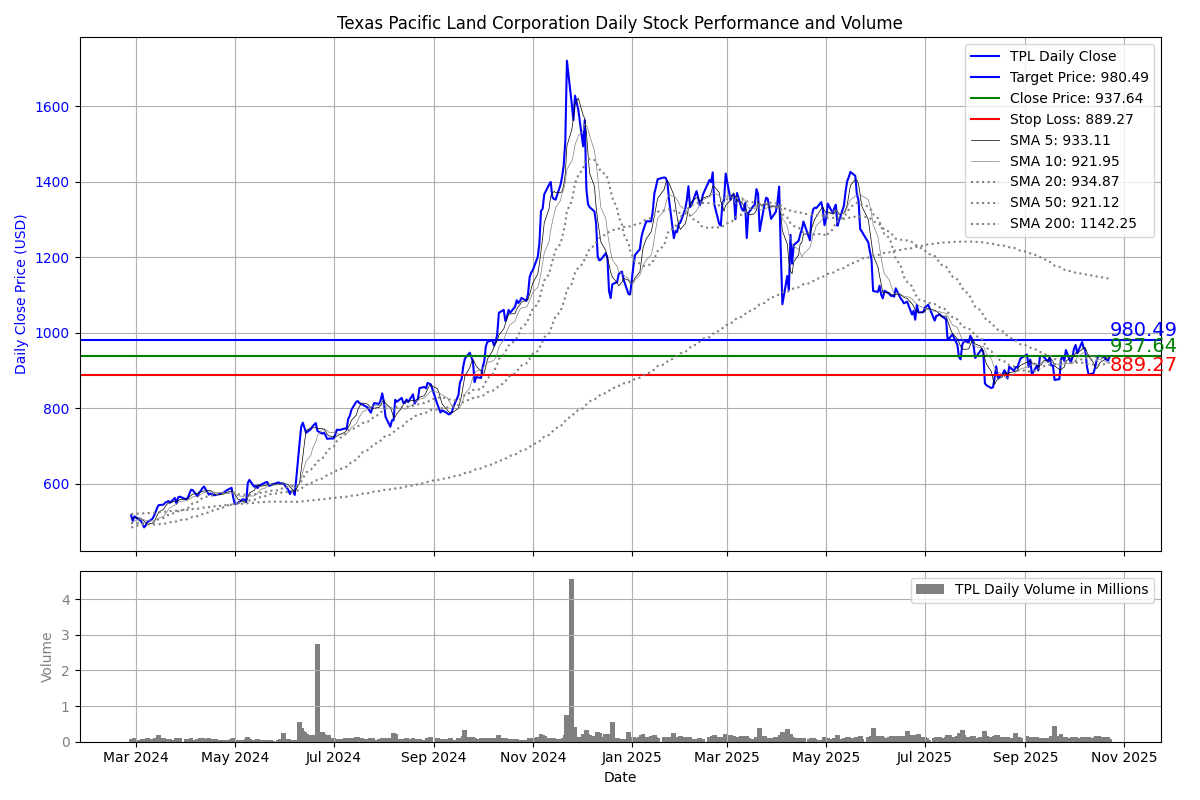 Texas Pacific Land Corporation Daily Stock Performance and Volume
Daily Close Price (USD)
1600
1400
1200
1000
800
600
TPL Daily Close
Target Price: 980.49
Close Price: 937.64
Stop Loss: 889.27
SMA 5: 933.11
SMA 10: 921.95
SMA 20: 934.87
SMA 50: 921.12
SMA 200: 1142.25
980.49
937.64
889.27
Volume
4
3
2
1
0
TPL Daily Volume in Millions
Mar 2024 May 2024 Jul 2024 Sep 2024 Nov 2024 Jan 2025 Mar 2025 May 2025 Jul 2025 Sep 2025 Nov 2025
Date